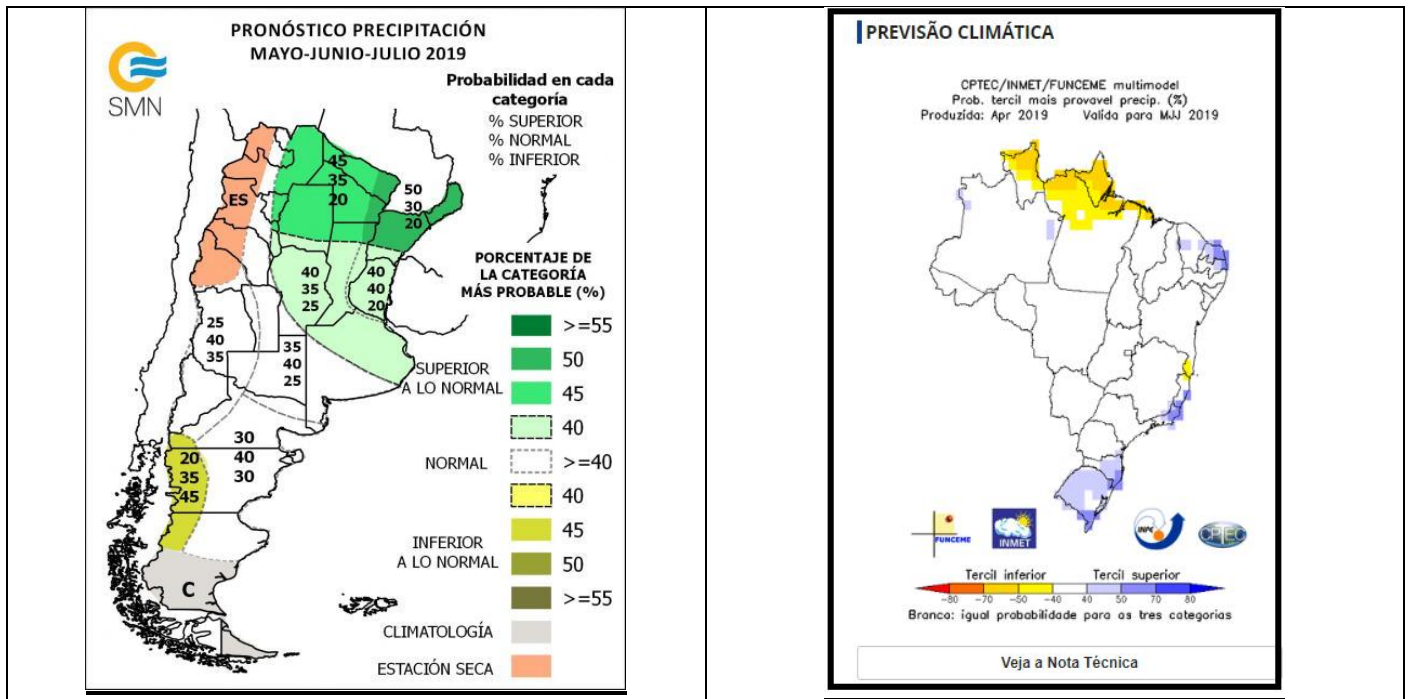 PRONÓSTICO PRECIPITACIÓN
MAYO-JUNIO-JULIO 2019
SMN
Probabilidad en cada
categoría
% SUPERIOR
% NORMAL
% INFERIOR
45
35
20
50
30
20
ES
40
35
25
40
40
20
25
40
35
35
40
25
30
40
30
20
35
45
C
PORCENTAJE DE
LA CATEGORÍA
MÁS PROBABLE (%)
>=55
50
SUPERIOR
A LO NORMAL
45
40
NORMAL
>=40
40
45
INFERIOR
A LO NORMAL
50
>=55
CLIMATOLOGÍA
ESTACIÓN SECA
PREVISÃO CLIMÁTICA
CPTEC/INMET/FUNCEME multimodel
Prob. tercil mais provavel precip. (%)
Produzida: Apr 2019 Valida para MJJ 2019
FUNCEME
INMET
INPE
CPTEC
Tercil inferior Tercil superior
-80 -70 -50 -40 40 50 70 80
Branco: igual probabilidade para as tres categorias
Veja a Nota Técnica